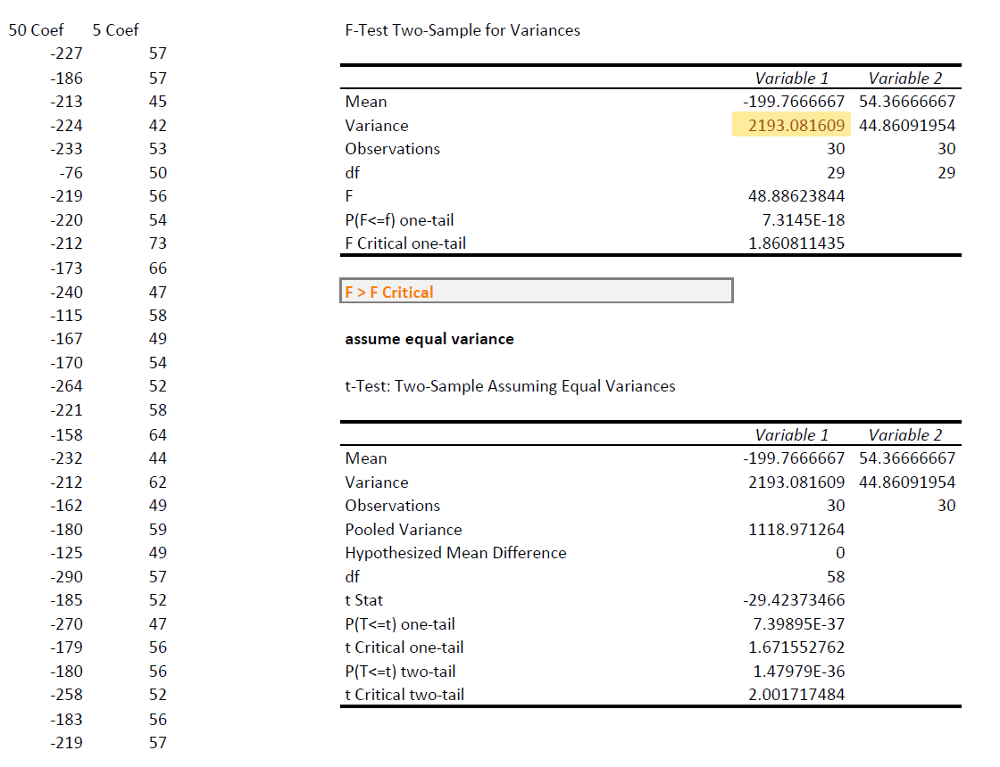 50 Coef 5 Coef F-Test Two-Sample for Variances
-227 57
-186 57 Variable 1 Variable 2
-213 45 Mean -199.7666667 54.36666667
-224 42 Variance 2193.081609 44.86091954
-233 53 Observations 30 30
-76 50 df 29 29
-219 56 F 48.88623844
-220 54 P(F<=f) one-tail 7.3145E-18
-212 73 F Critical one-tail 1.860811435
-173 66
-240 47 F > F Critical
-115 58
-167 49 assume equal variance
-170 54
-264 52 t-Test: Two-Sample Assuming Equal Variances
-221 58
-158 64 Variable 1 Variable 2
-232 44 Mean -199.7666667 54.36666667
-212 62 Variance 2193.081609 44.86091954
-162 49 Observations 30 30
-180 59 Pooled Variance 1118.971264
-125 49 Hypothesized Mean Difference 0
-290 57 df 58
-185 52 t Stat -29.42373466
-270 47 P(T<=t) one-tail 7.39895E-37
-179 56 t Critical one-tail 1.671552762
-180 56 P(T<=t) two-tail 1.47979E-36
-258 52 t Critical two-tail 2.001717484
-183 56
-219 57